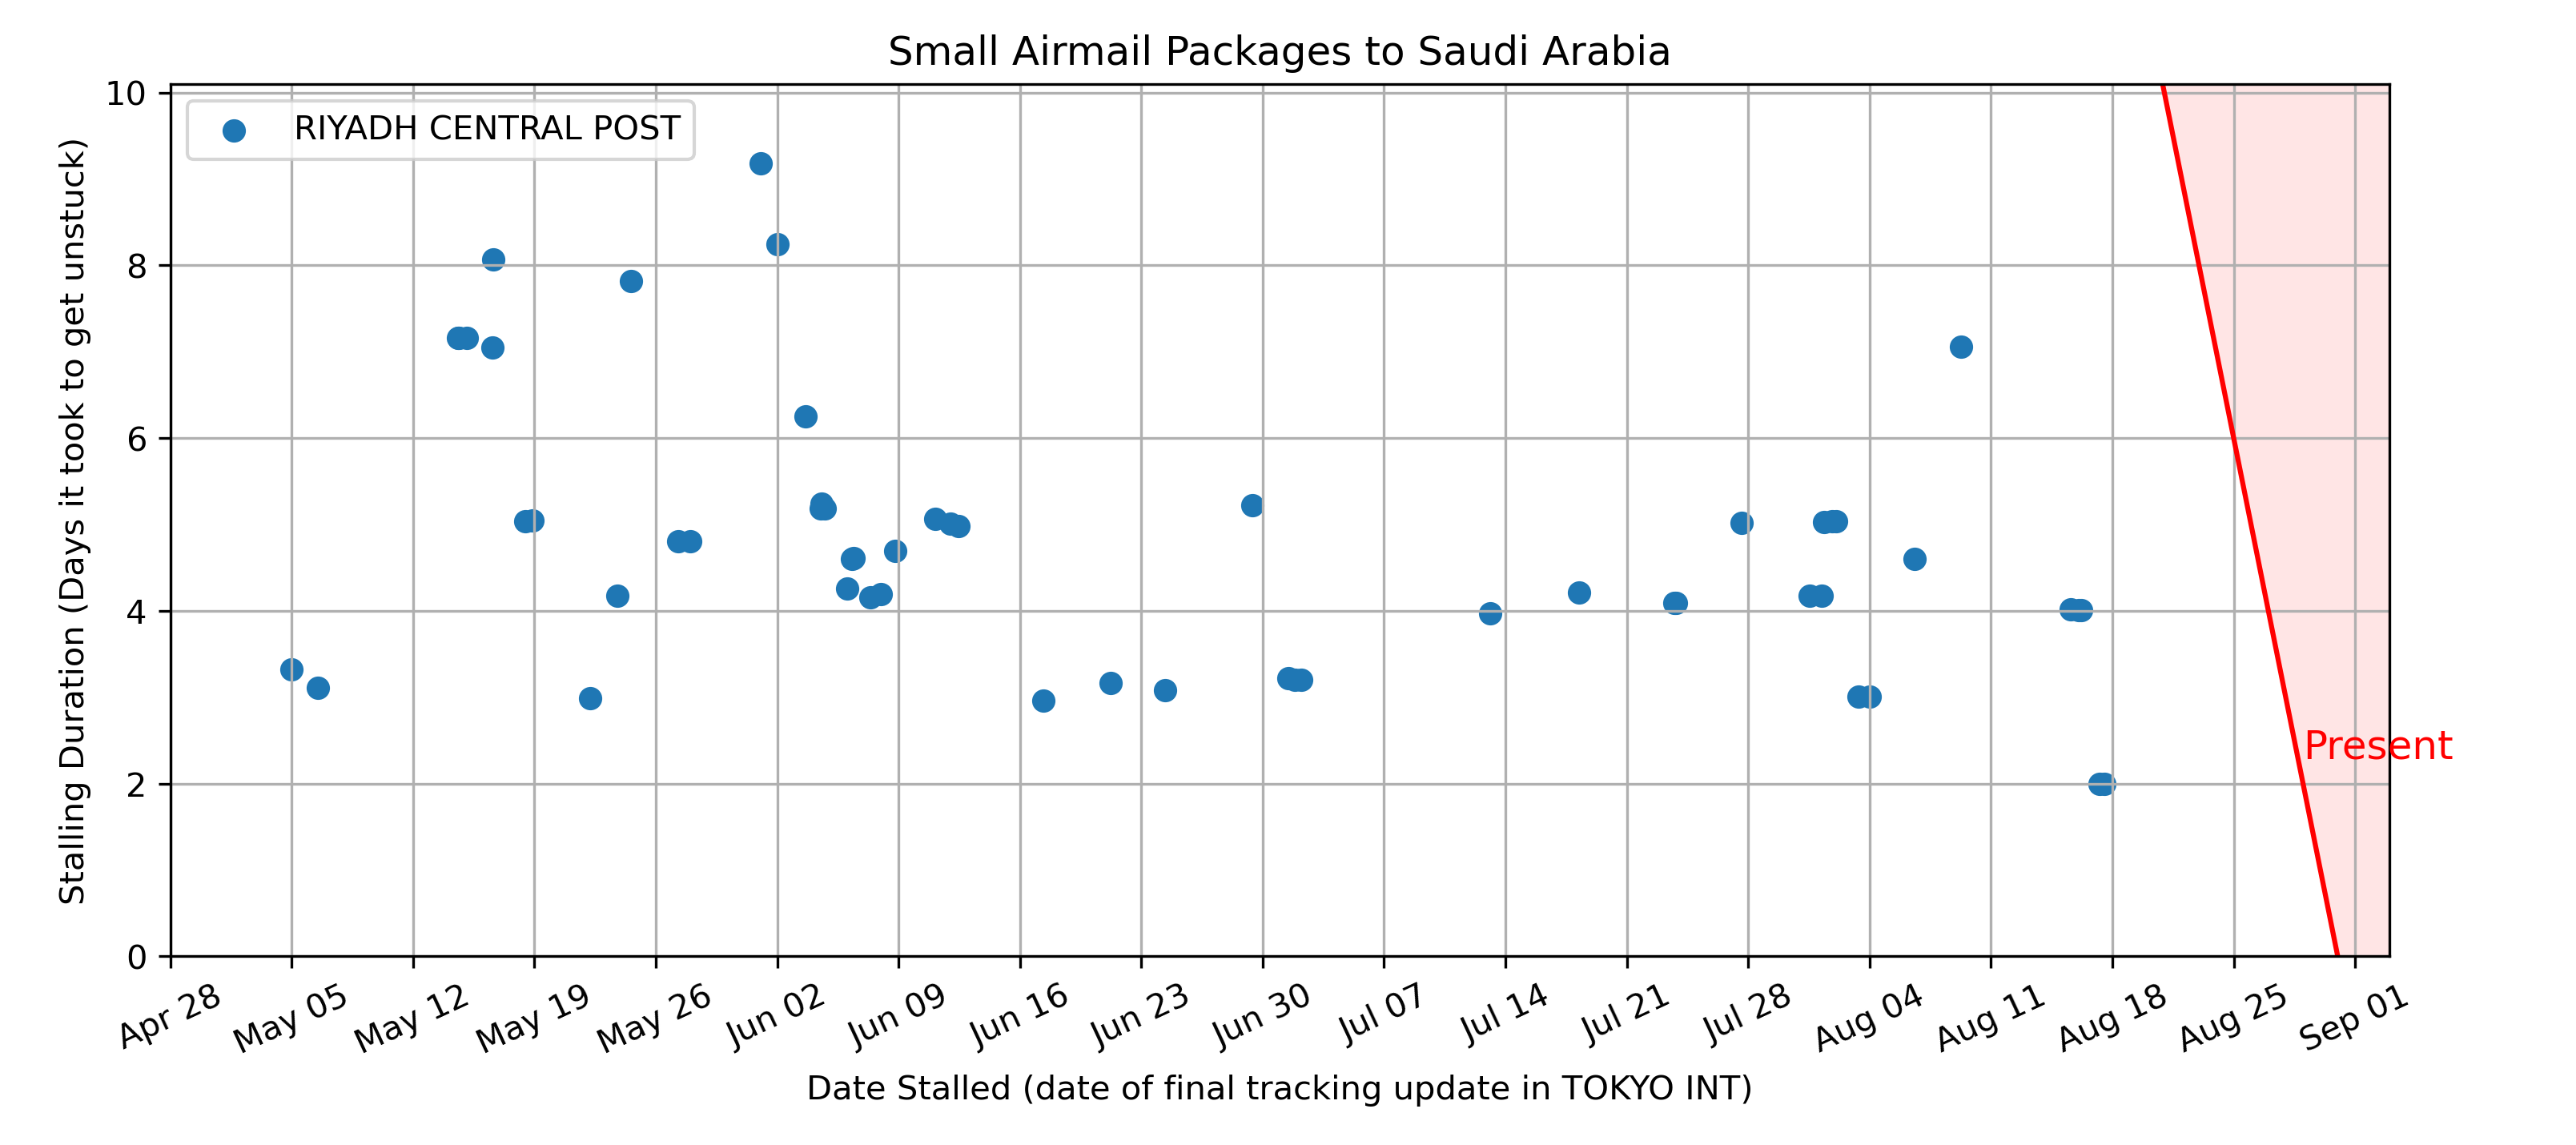 Small Airmail Packages to Saudi Arabia
RIYADH CENTRAL POST
Stalling Duration (Days it took to get unstuck)
10
8
6
4
2
0
Present
Apr 28
May 05
May 12
May 19
May 26
Jun 02
Jun 09
Jun 16
Jun 23
Jun 30
Jul 07
Jul 14
Jul 21
Jul 28
Aug 04
Aug 11
Aug 18
Aug 25
Sep 01
Date Stalled (date of final tracking update in TOKYO INT)